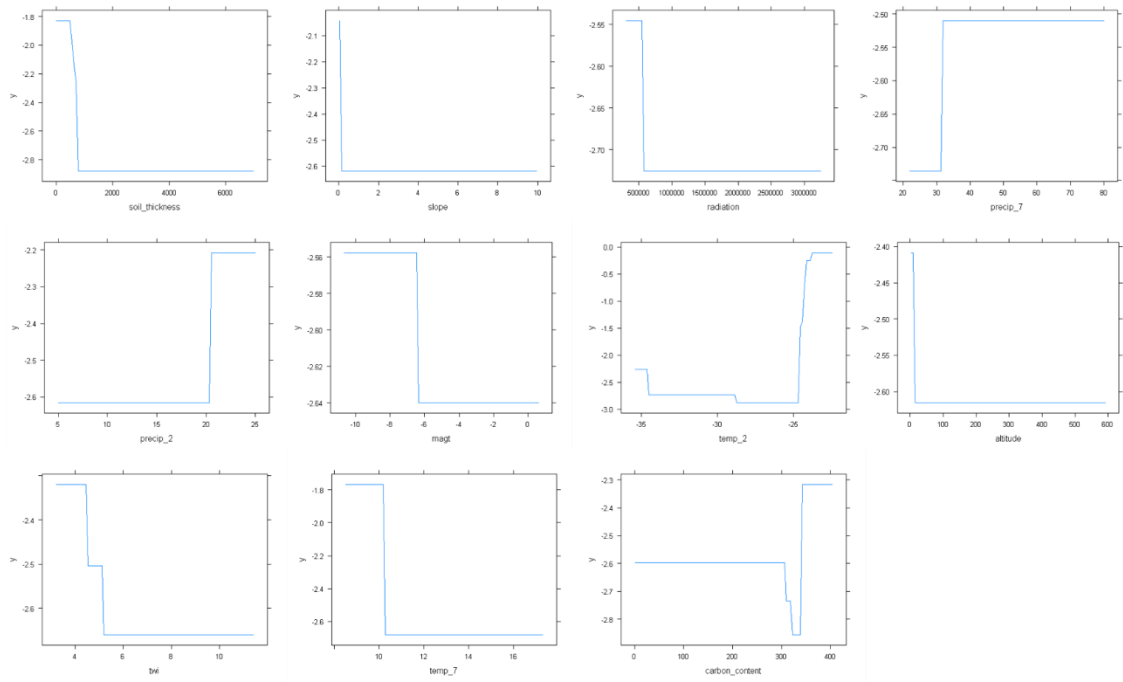 -1.8
-2.0
-2.2
-2.4
-2.6
-2.8
y
0 2000 4000 6000
soil_thickness
-2.1
-2.2
-2.3
-2.4
-2.5
-2.6
y
0 2 4 6 8 10
slope
-2.95
-2.85
-2.80
-2.75
-2.70
y
500000 1000000 1500000 2000000 2500000 3000000
radiation
-2.50
-2.55
-2.60
-2.65
-2.70
y
20 30 40 50 60 70 80
precip_7
-2.2
-2.3
-2.4
-2.5
-2.6
y
5 10 15 20 25
precip_2
-2.56
-2.58
-2.60
-2.62
-2.64
y
-10 -8 -6 -4 -2 0
magt
0.0
-0.5
-1.0
-1.5
-2.0
-2.5
-3.0
y
-35 -30 -25
temp_2
-2.40
-2.45
-2.50
-2.55
-2.60
y
0 100 200 300 400 500 600
altitude
-2.4
-2.5
-2.6
y
4 6 8 10
twi
-1.8
-2.0
-2.2
-2.4
-2.6
y
10 12 14 16
temp_7
-2.3
-2.4
-2.5
-2.6
-2.7
-2.8
y
0 100 200 300 400
carbon_content